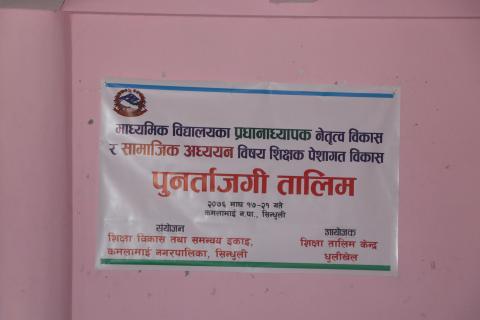 माध्यमिक विद्यालयका प्रधानाध्यापक नेतृत्व विकास
र सामाजिक अध्ययन विषय शिक्षक पेशागत विकास
पुनर्ताजगी तालिम
२०७६ माघ १७-२१ गते
कमलामाई न.पा., सिन्धुली
संयोजन
शिक्षा विकास तथा समन्वय इकाइ,
कमलामाई नगरपालिका, सिन्धुली
आयोजक
शिक्षा तालिम केन्द्र
धुलीखेल